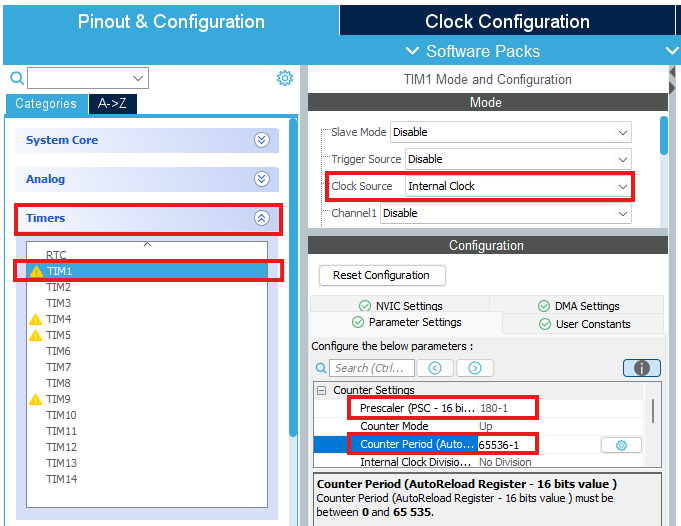 Pinout & Configuration
Clock Configuration
Software Packs
Categories
A->Z
System Core
Analog
Timers
RTC
TIM1
TIM2
TIM3
TIM4
TIM5
TIM6
TIM7
TIM8
TIM9
TIM10
TIM11
TIM12
TIM13
TIM14
TIM1 Mode and Configuration
Mode
Slave Mode Disable
Trigger Source Disable
Clock Source Internal Clock
Channel1 Disable
Configuration
Reset Configuration
NVIC Settings
DMA Settings
Parameter Settings
User Constants
Configure the below parameters :
Search (Ctrl...
Counter Settings
Prescaler (PSC - 16 bi... 180-1
Counter Mode Up
Counter Period (Auto... 65536-1
Internal Clock Divisio... No Division
Counter Period (AutoReload Register - 16 bits value )
Counter Period (AutoReload Register - 16 bits value ) must be
between 0 and 65 535.